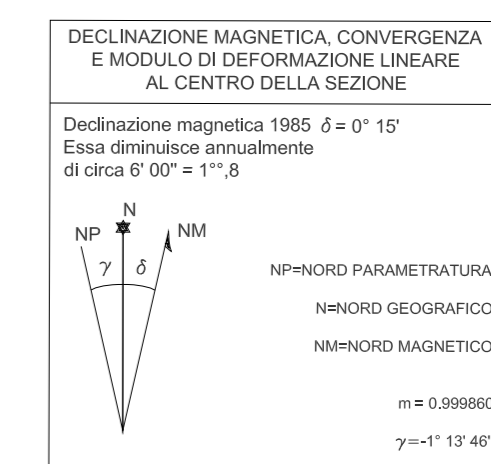 DECLINAZIONE MAGNETICA, CONVERGENZA
E MODULO DI DEFORMAZIONE LINEARE
AL CENTRO DELLA SEZIONE
Declinazione magnetica 1985 δ = 0° 15'
Essa diminuisce annualmente
di circa 6' 00" = 1°°,8
N
NP
NM
γ
δ
NP=NORD PARAMETRATURA
N=NORD GEOGRAFICO
NM=NORD MAGNETICO
m = 0.999860
γ=-1° 13' 46'